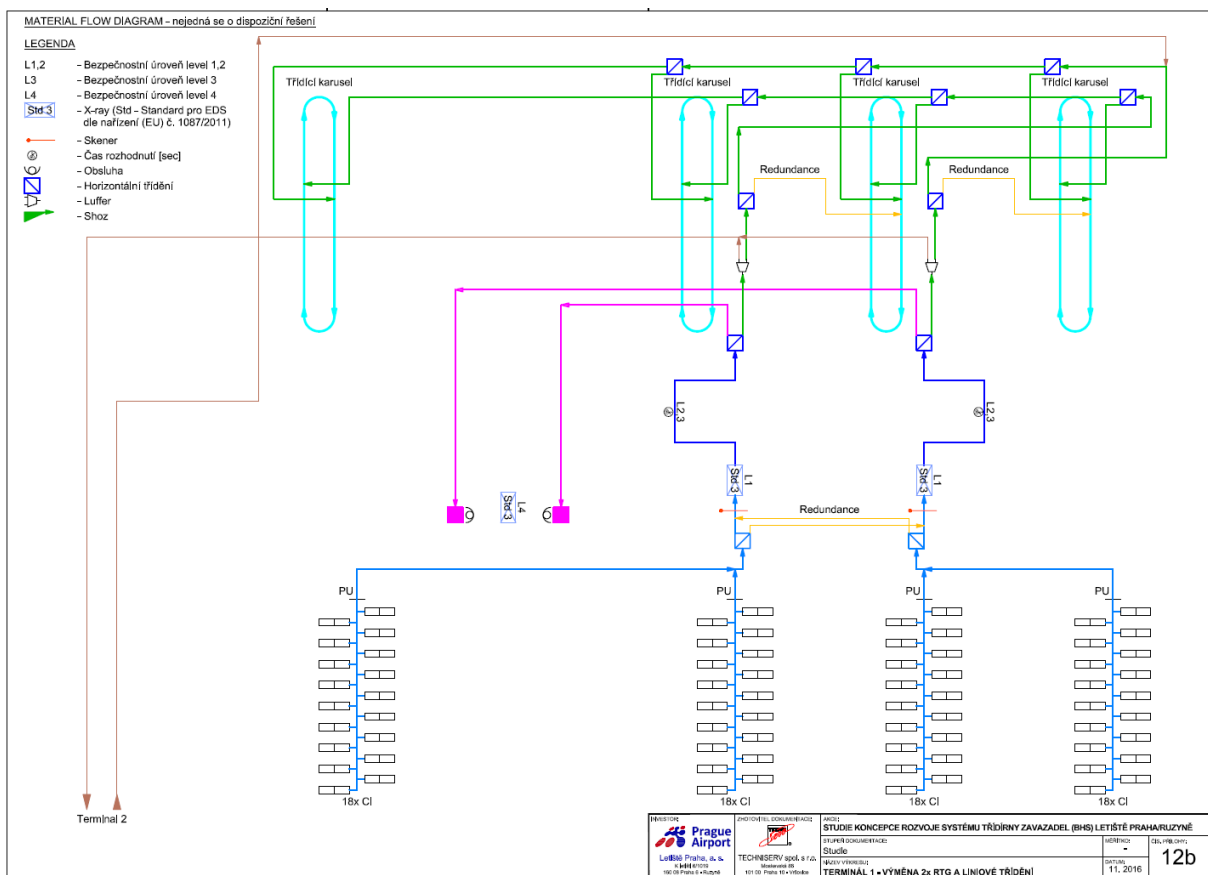 MATERIAL FLOW DIAGRAM - nejedná se o dispoziční řešení
LEGENDA
L1,2 - Bezpečnostní úroveň level 1,2
L3 - Bezpečnostní úroveň level 3
L4 - Bezpečnostní úroveň level 4
Std 3 - X-ray (Std - Standard pro EDS
dle nařízení (EU) č. 1087/2011)
- Skener
- Čas rozhodnutí [sec]
- Obsluha
- Horizontální třídění
- Luffer
- Shoz
Třídící karusel
Třídící karusel
Třídící karusel
Třídící karusel
Redundance
Redundance
L2,3
L2,3
Std 3
L1
Std 3
L1
Std 3
L4
Redundance
PU
PU
PU
PU
18x CI
18x CI
18x CI
18x CI
Terminal 2
INVESTOR:
Prague
Airport
Letiště Praha, a. s.
ZHOTOVITEL DOKUMENTACE:
TECHNISERV spol. s r.o.
AKCE:
STUDIE KONCEPCE ROZVOJE SYSTÉMU TŘÍDÍRNY ZAVAZADEL (BHS) LETIŠTĚ PRAHA/RUZYNĚ
STUPEŇ DOKUMENTACE:
Studie
MĚŘÍTKO:
-
ČÍS. PŘÍLOHY:
12b
NÁZEV VÝKRESU:
TERMINÁL 1 - VÝMĚNA 2x RTG A LINIOVÉ TŘÍDĚNÍ
DATUM:
11. 2016